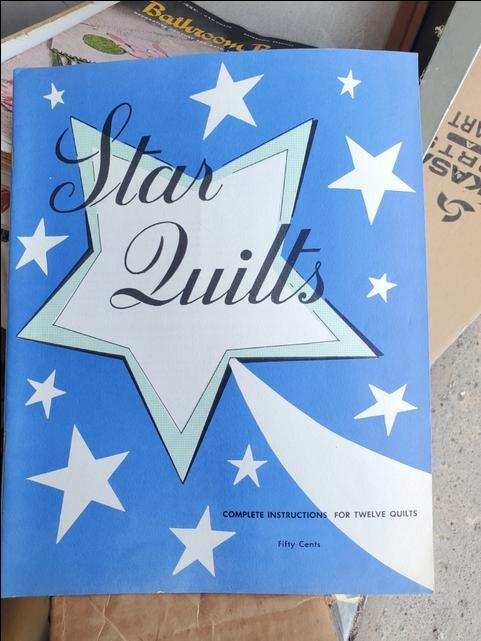 Bathroom
Star
Quilts
COMPLETE INSTRUCTIONS FOR TWELVE QUILTS
Fifty Cents